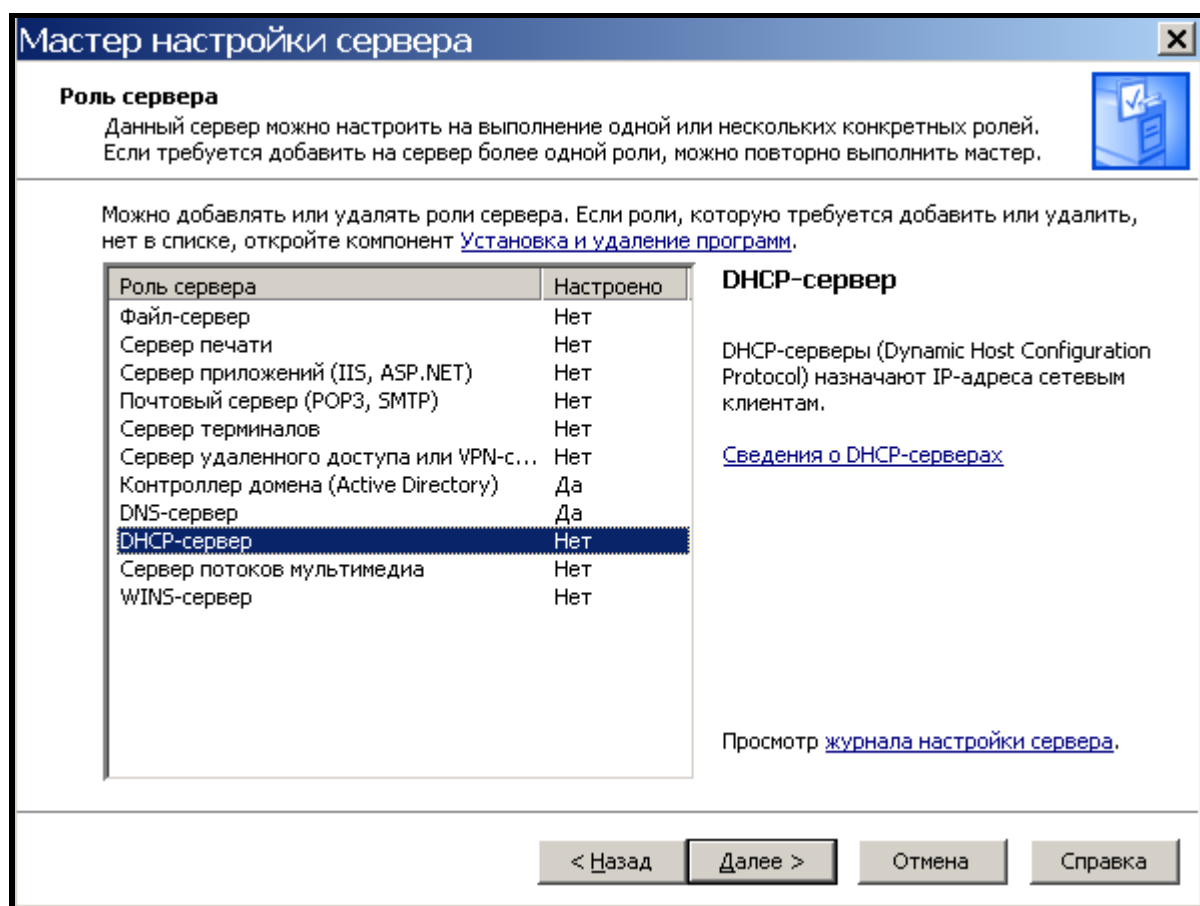 Мастер настройки сервера
Роль сервера
Данный сервер можно настроить на выполнение одной или нескольких конкретных ролей.
Если требуется добавить на сервер более одной роли, можно повторно выполнить мастер.
Можно добавлять или удалять роли сервера. Если роли, которую требуется добавить или удалить,
нет в списке, откройте компонент Установка и удаление программ.
Роль сервера Настроено
Файл-сервер Нет
Сервер печати Нет
Сервер приложений (IIS, ASP.NET) Нет
Почтовый сервер (POP3, SMTP) Нет
Сервер терминалов Нет
Сервер удаленного доступа или VPN-с... Нет
Контроллер домена (Active Directory) Да
DNS-сервер Да
DHCP-сервер Нет
Сервер потоков мультимедиа Нет
WINS-сервер Нет
DHCP-сервер
DHCP-серверы (Dynamic Host Configuration
Protocol) назначают IP-адреса сетевым
клиентам.
Сведения о DHCP-серверах
Просмотр журнала настройки сервера.
< Назад Далее > Отмена Справка